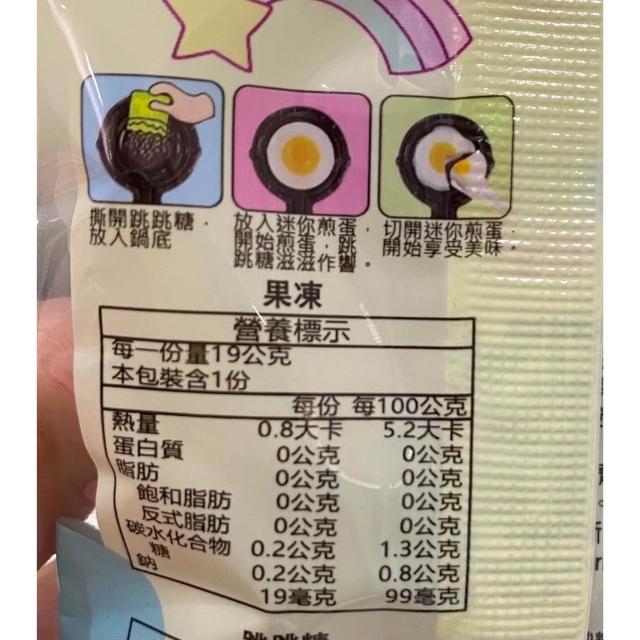 撕開跳跳糖，
放入鍋底
放入迷你煎蛋，
開始煎蛋，跳
跳糖滋滋作響。
切開迷你煎蛋，
開始享受美味。
果凍
營養標示
每一份量19公克
本包裝含1份
每份 每100公克
熱量 0.8大卡 5.2大卡
蛋白質 0公克 0公克
脂肪 0公克 0公克
飽和脂肪 0公克 0公克
反式脂肪 0公克 0公克
碳水化合物 0.2公克 1.3公克
糖 0.2公克 0.8公克
鈉 19毫克 99毫克
跳跳糖